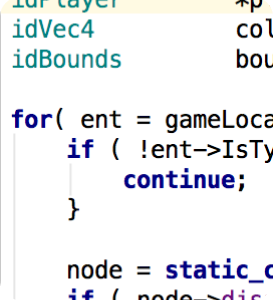 idPlayer *p
idVec4 col
idBounds bou
for( ent = gameLoca
if ( !ent->IsTy
continue;
}
node = static_c
if ( node->dis